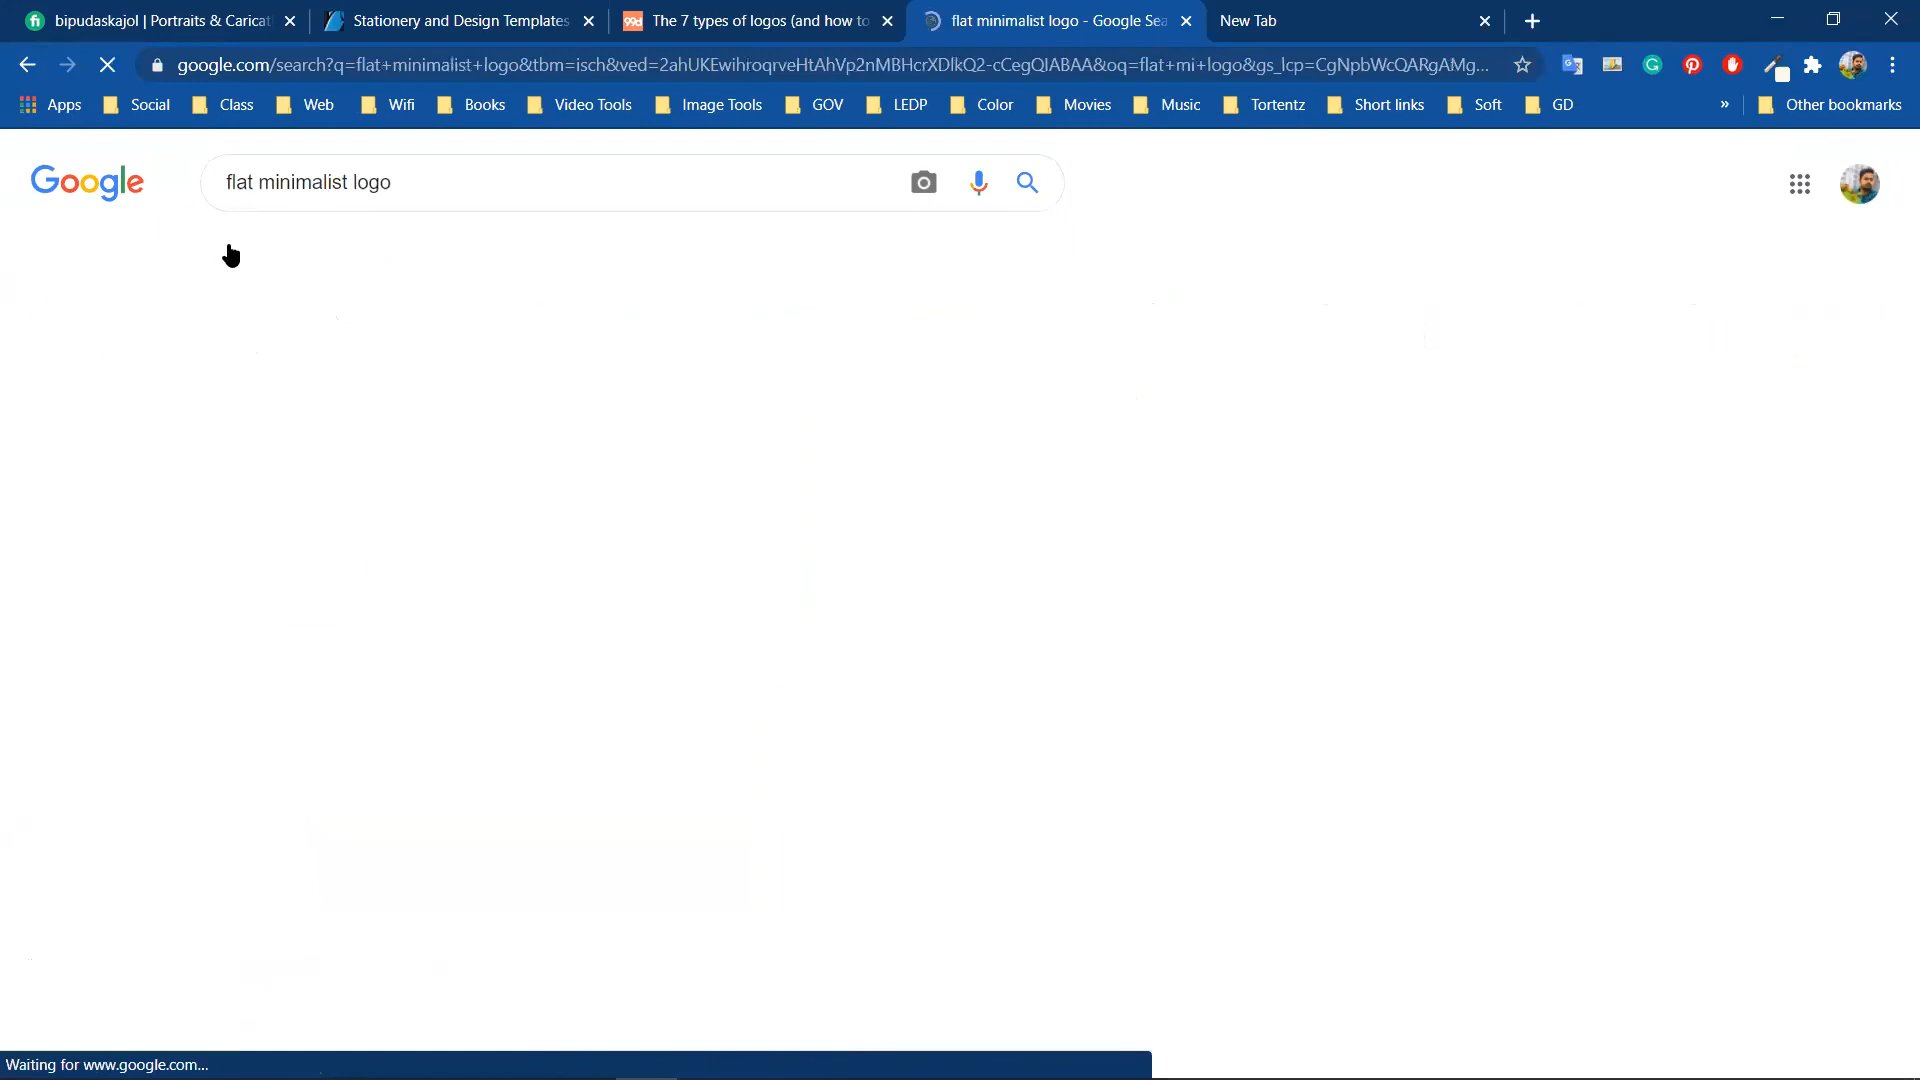 bipudaskajol | Portraits & Caricat
Stationery and Design Templates
99d The 7 types of logos (and how to
flat minimalist logo - Google Sea
New Tab
google.com/search?q=flat+minimalist+logo&tbm=isch&ved=2ahUKEwihroqrveHtAhVp2nMBHcrXDlkQ2-cCegQIABAA&oq=flat+mi+logo&gs_lcp=CgNpbWcQARgAMg...
Apps Social Class Web Wifi Books Video Tools Image Tools GOV LEDP Color Movies Music Tortentz Short links Soft GD » Other bookmarks
Google flat minimalist logo
Waiting for www.google.com...